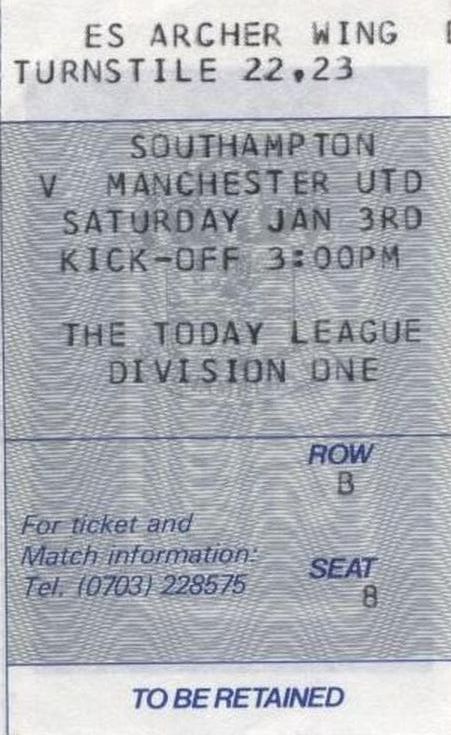 ES ARCHER WING
TURNSTILE 22,23
SOUTHAMPTON
V MANCHESTER UTD
SATURDAY JAN 3RD
KICK-OFF 3:00PM
THE TODAY LEAGUE
DIVISION ONE
ROW
B
For ticket and
Match information:
Tel. (0703) 228575
SEAT
8
TO BE RETAINED